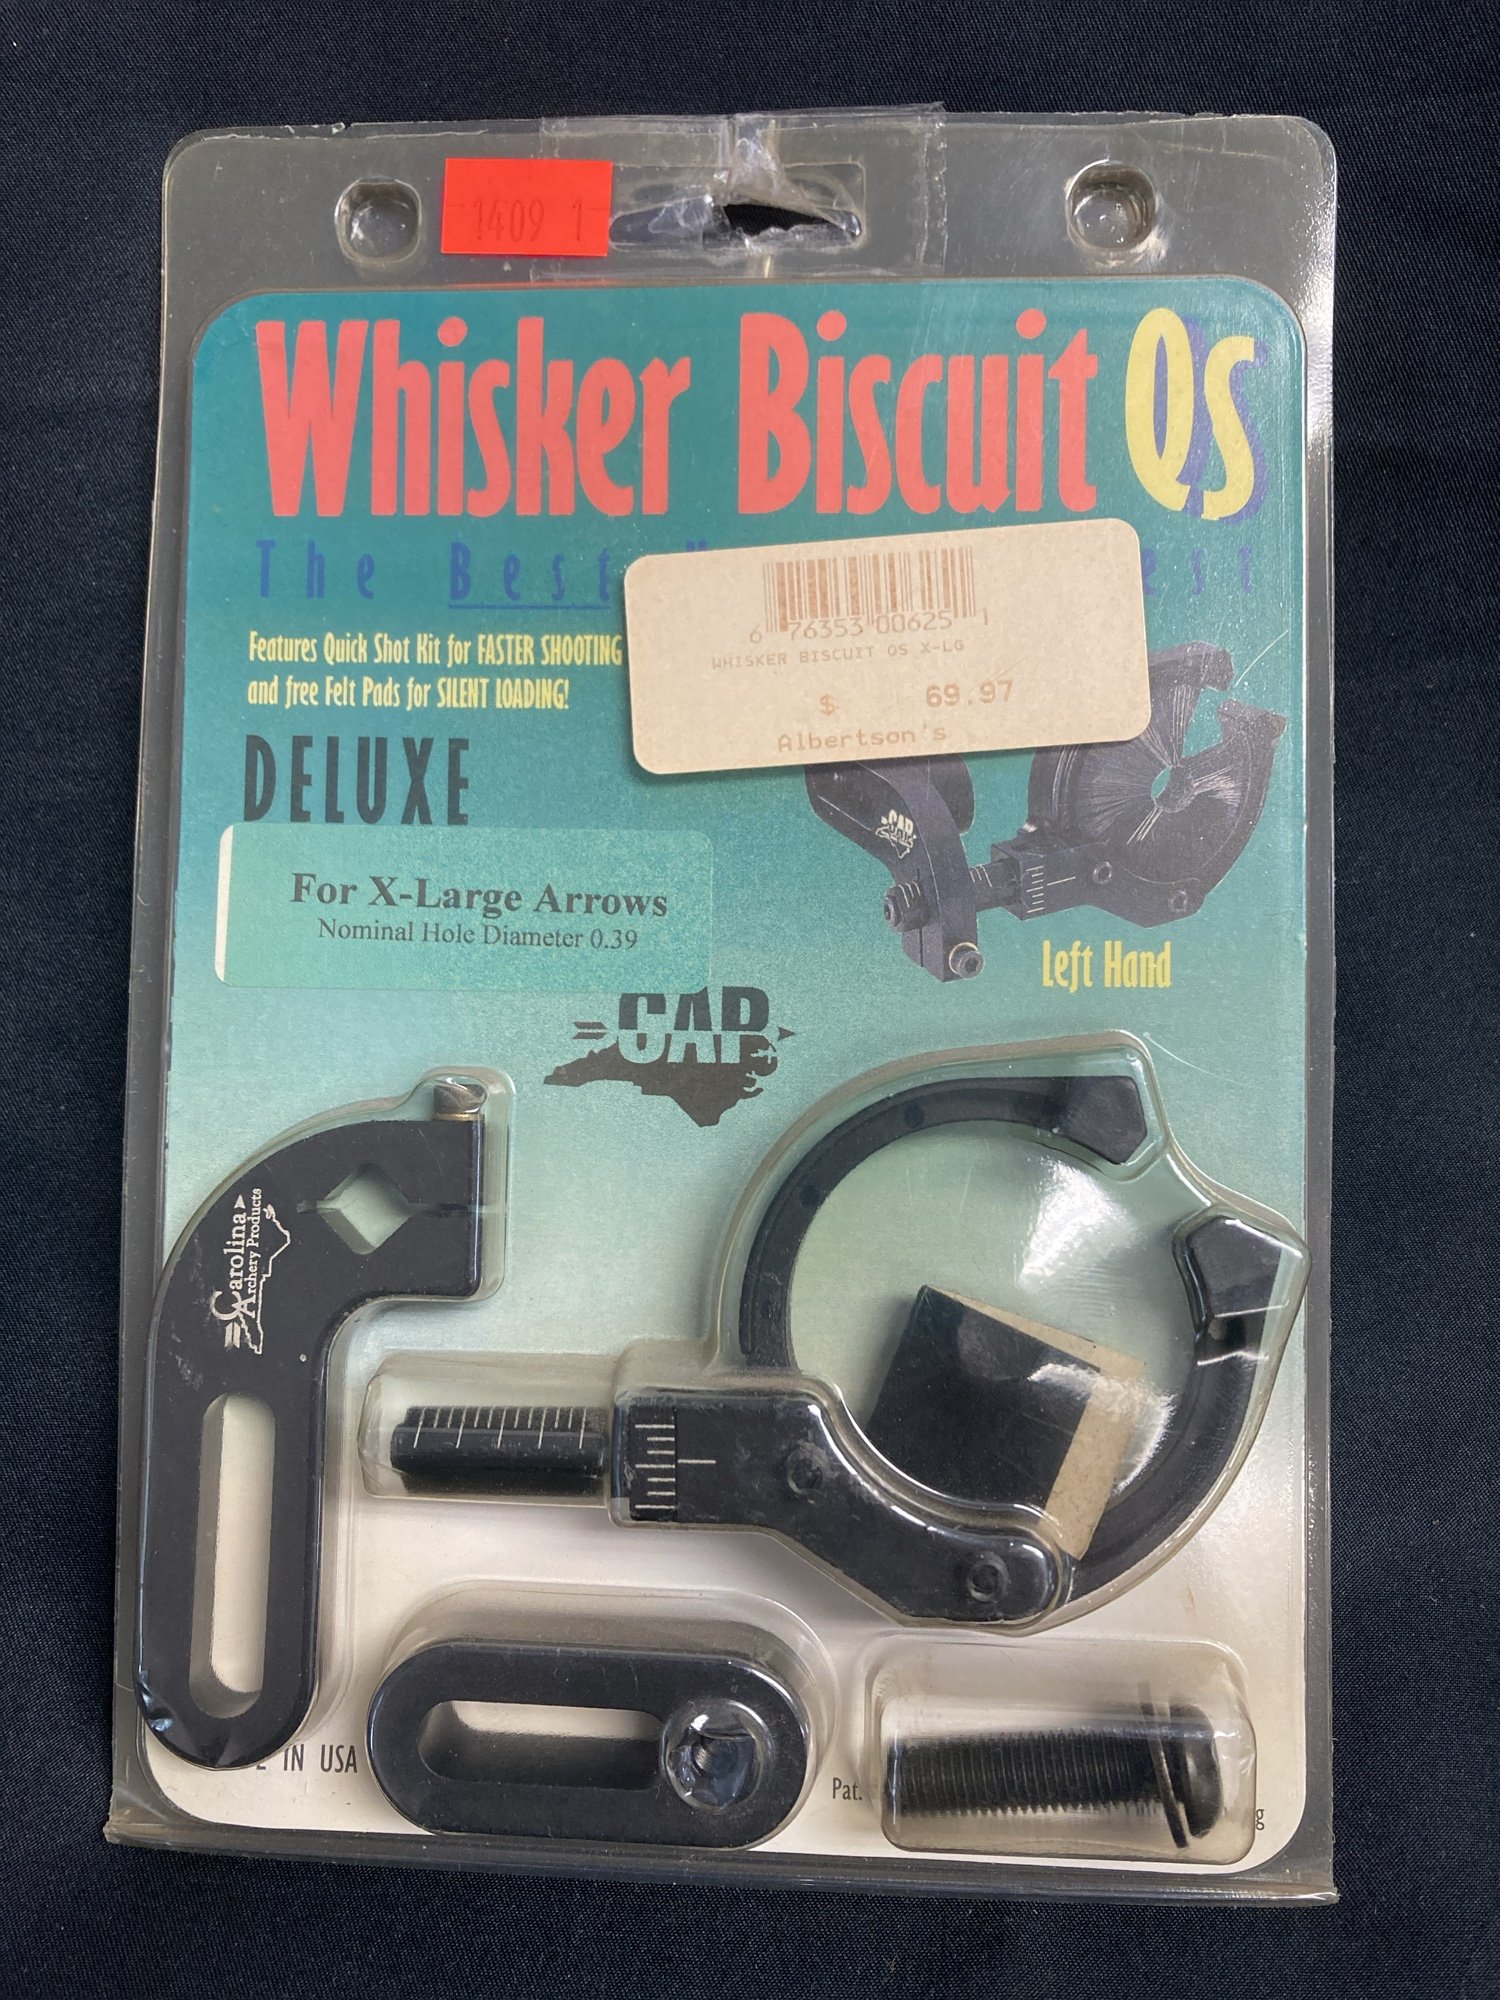 1409 1
Whisker Biscuit QS
The Best
est
6 76353 00625 1
WHISKER BISCUIT QS X-LG
$ 69.97
Albertson's
Features Quick Shot Kit for FASTER SHOOTING
and free Felt Pads for SILENT LOADING!
DELUXE
For X-Large Arrows
Nominal Hole Diameter 0.39
CAP
Left Hand
CAP
Carolina
Archery Products
IN USA
Pat.
g